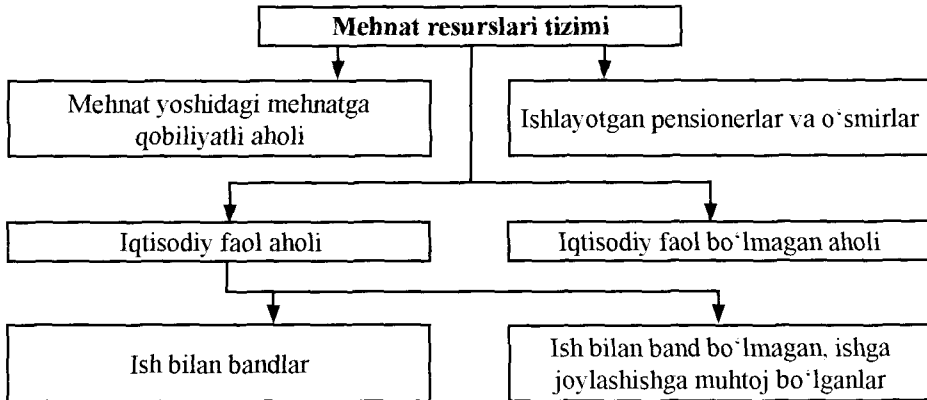 Mehnat resurslari tizimi
Mehnat yoshidagi mehnatga
qobiliyatli aholi
Ishlayotgan pensionerlar va o‘smirlar
Iqtisodiy faol aholi
Iqtisodiy faol bo‘lmagan aholi
Ish bilan bandlar
Ish bilan band bo‘lmagan, ishga
joylashishga muhtoj bo‘lganlar